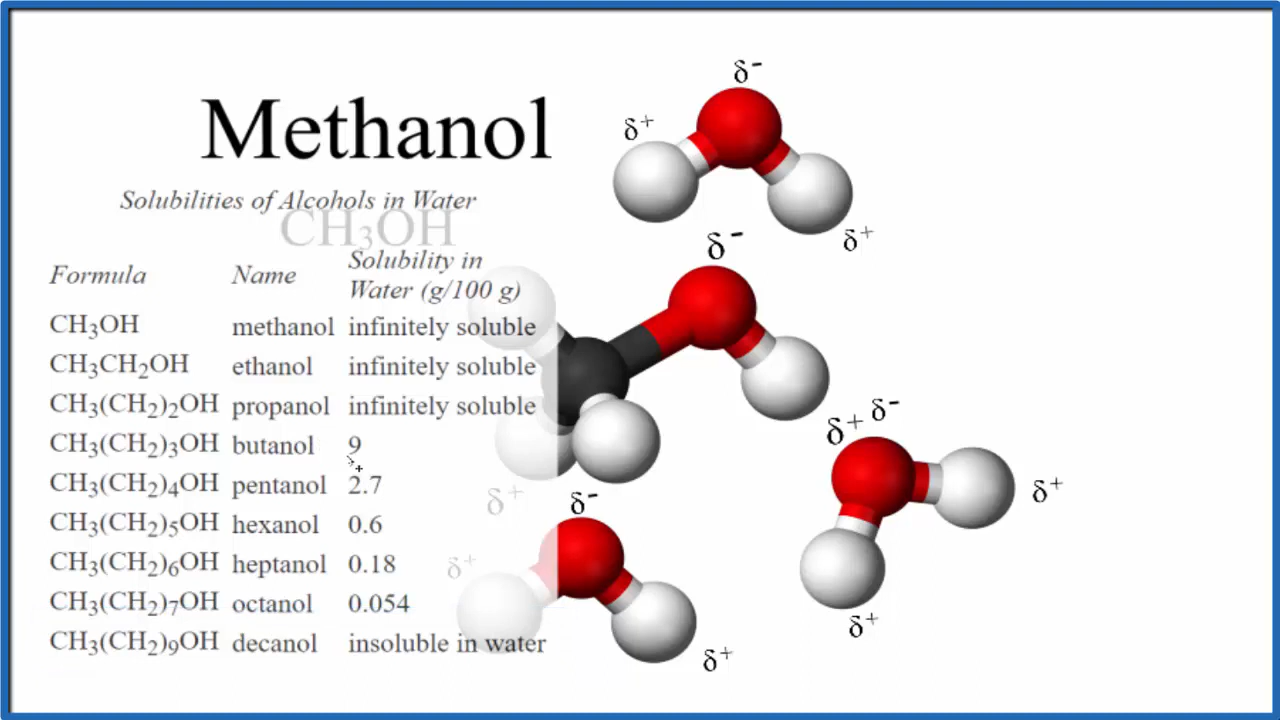 Methanol
Solubilities of Alcohols in Water
CH₃OH
Formula Name Solubility in Water (g/100 g)
CH₃OH methanol infinitely soluble
CH₃CH₂OH ethanol infinitely soluble
CH₃(CH₂)₂OH propanol infinitely soluble
CH₃(CH₂)₃OH butanol 9
CH₃(CH₂)₄OH pentanol 2.7
CH₃(CH₂)₅OH hexanol 0.6
CH₃(CH₂)₆OH heptanol 0.18
CH₃(CH₂)₇OH octanol 0.054
CH₃(CH₂)₉OH decanol insoluble in water
δ⁻
δ⁺
δ⁺
δ⁻
δ⁺ δ⁻
δ⁺
δ⁺
δ⁺
δ⁻
δ⁺
δ⁺